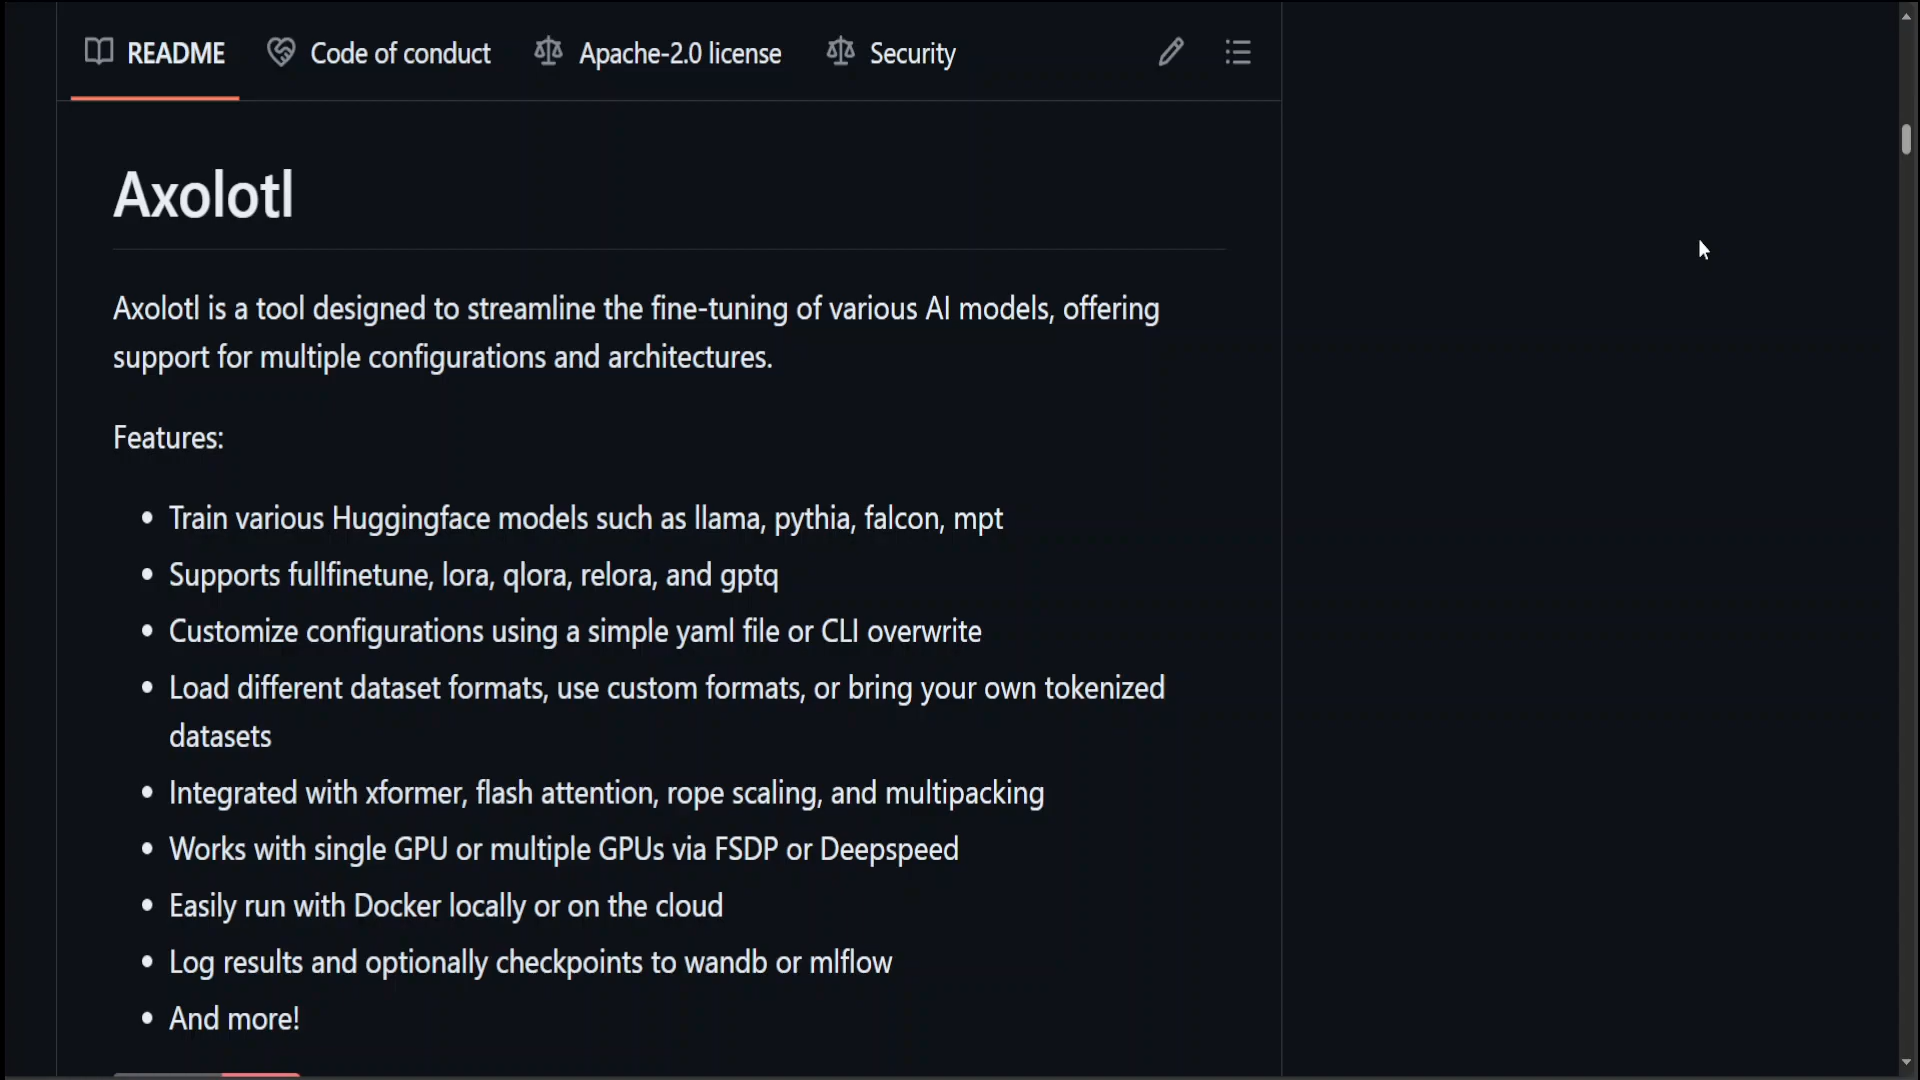 README Code of conduct Apache-2.0 license Security
Axolotl
Axolotl is a tool designed to streamline the fine-tuning of various AI models, offering
support for multiple configurations and architectures.
Features:
• Train various Huggingface models such as llama, pythia, falcon, mpt
• Supports fullfinetune, lora, qlora, relora, and gptq
• Customize configurations using a simple yaml file or CLI overwrite
• Load different dataset formats, use custom formats, or bring your own tokenized
datasets
• Integrated with xformer, flash attention, rope scaling, and multipacking
• Works with single GPU or multiple GPUs via FSDP or Deepspeed
• Easily run with Docker locally or on the cloud
• Log results and optionally checkpoints to wandb or mlflow
• And more!